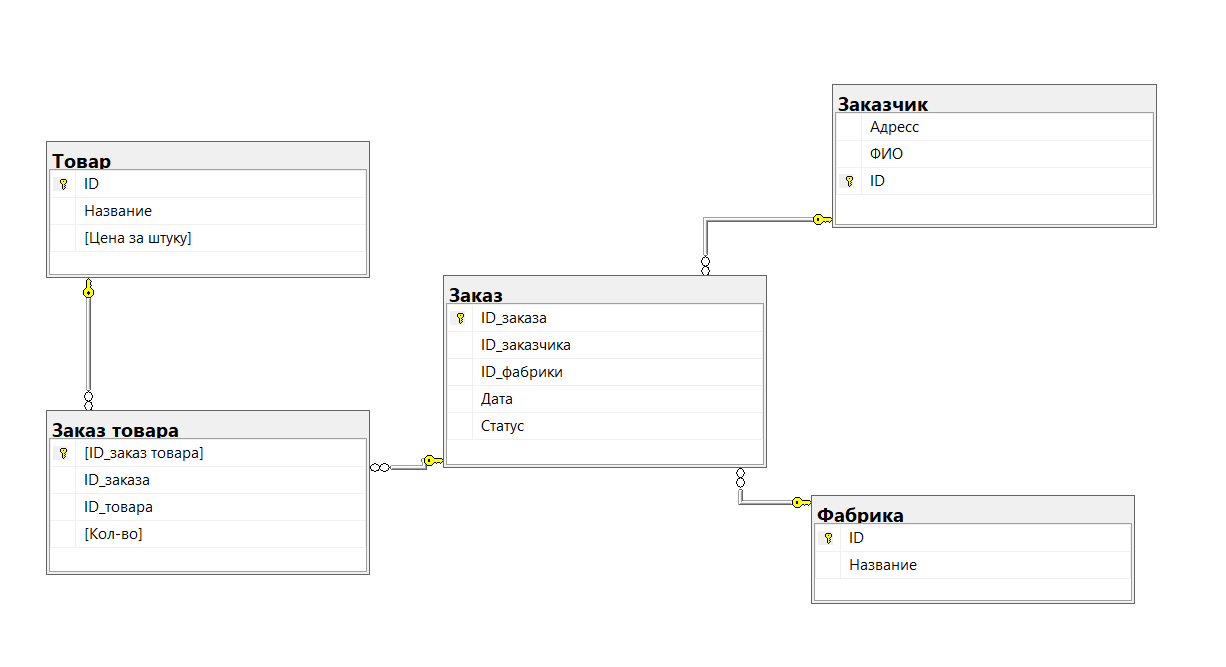 Заказчик
Адресс
ФИО
ID
Товар
ID
Название
[Цена за штуку]
Заказ
ID_заказа
ID_заказчика
ID_фабрики
Дата
Статус
Заказ товара
[ID_заказ товара]
ID_заказа
ID_товара
[Кол-во]
Фабрика
ID
Название